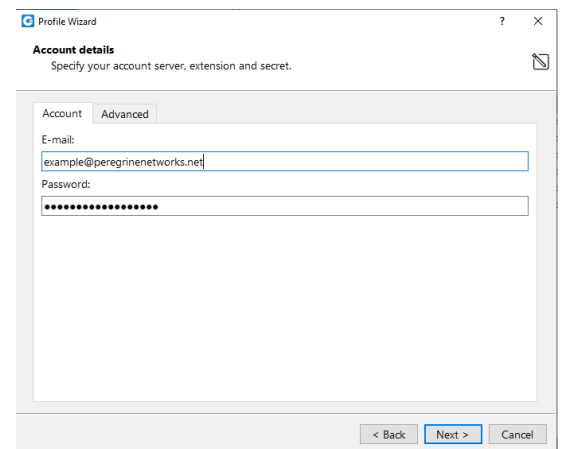 Profile Wizard
? ×
Account details
Specify your account server, extension and secret.
Account Advanced
E-mail:
example@peregrinenetworks.net
Password:
••••••••••••••••••
< Back Next > Cancel